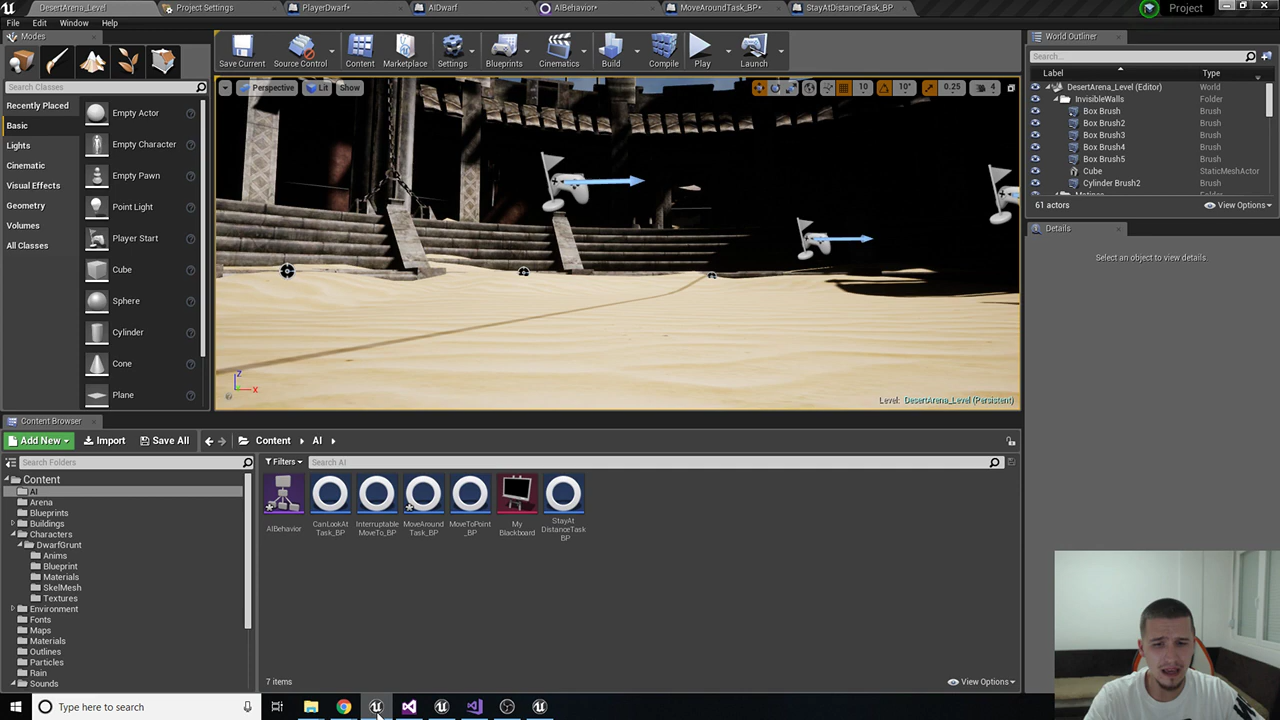 DesertArena_Level
Project Settings
PlayerDwarf*
AIDwarf
AIBehavior*
MoveAroundTask_BP*
StayAtDistanceTask_BP
Project
File
Edit
Window
Help
Modes
Search Classes
Recently Placed
Basic
Lights
Cinematic
Visual Effects
Geometry
Volumes
All Classes
Empty Actor
Empty Character
Empty Pawn
Point Light
Player Start
Cube
Sphere
Cylinder
Cone
Plane
Save Current
Source Control
Content
Marketplace
Settings
Blueprints
Cinematics
Build
Compile
Play
Launch
Perspective
Lit
Show
10
10°
0.25
4
Z
X
Level: DesertArena_Level (Persistent)
World Outliner
Search...
Label
Type
DesertArena_Level (Editor)
World
InvisibleWalls
Folder
Box Brush
Brush
Box Brush2
Brush
Box Brush3
Brush
Box Brush4
Brush
Box Brush5
Brush
Cube
StaticMeshActor
Cylinder Brush2
Brush
61 actors
View Options
Details
Select an object to view details.
Content Browser
Add New
Import
Save All
Content
AI
Search Folders
Filters
Search AI
Content
AI
Arena
Blueprints
Buildings
Characters
DwarfGrunt
Anims
Blueprint
Materials
SkelMesh
Textures
Environment
Fonts
Maps
Materials
Outlines
Particles
Rain
Sounds
AIBehavior
CanLookAt
Task_BP
Interruptable
MoveTo_BP
MoveAround
Task_BP
MoveToPoint
_BP
My
Blackboard
StayAt
DistanceTask
BP
7 items
View Options
Type here to search